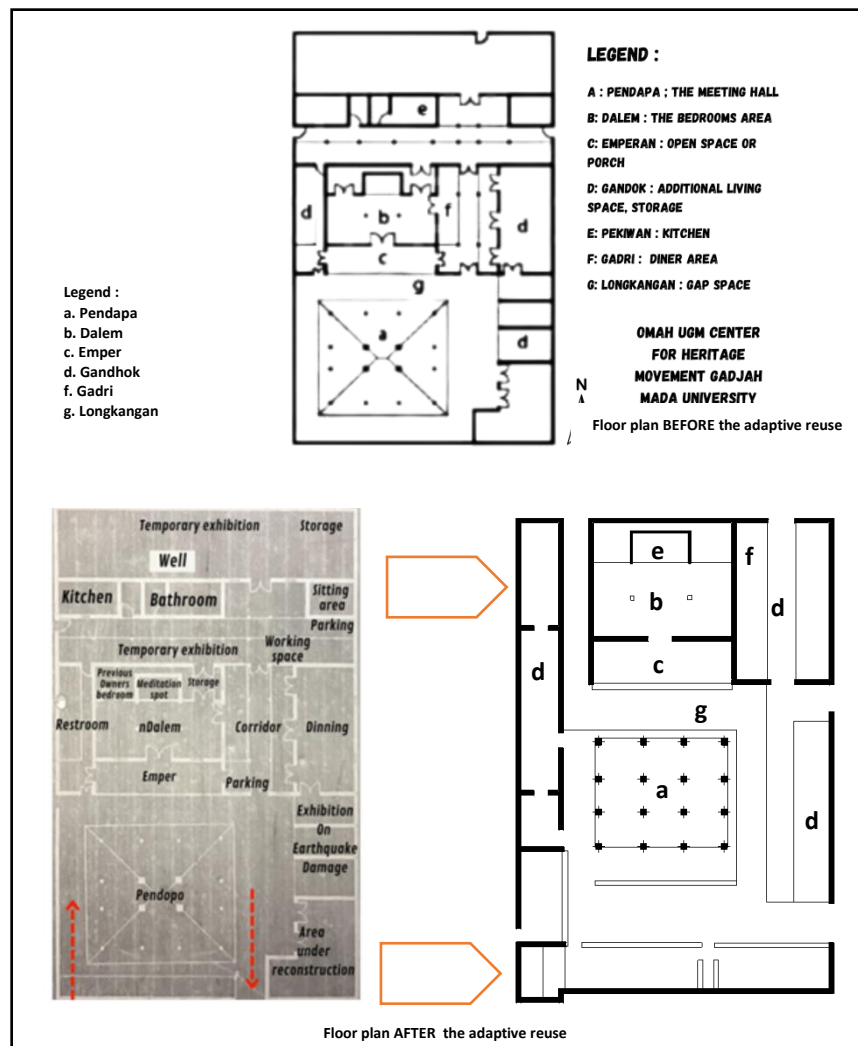 LEGEND :
A : PENDAPA ; THE MEETING HALL
B: DALEM : THE BEDROOMS AREA
C: EMPERAN : OPEN SPACE OR
PORCH
D: GANDOK : ADDITIONAL LIVING
SPACE, STORAGE
E: PEKIWAN : KITCHEN
F: GADRI : DINER AREA
G: LONGKANGAN : GAP SPACE
OMAH UGM CENTER
FOR HERITAGE
MOVEMENT GADJAH
MADA UNIVERSITY
N
Floor plan BEFORE the adaptive reuse
e
d
b
f
d
c
g
a
d
Legend :
a. Pendapa
b. Dalem
c. Emper
d. Gandhok
f. Gadri
g. Longkangan
Temporary exhibition
Storage
Well
Kitchen
Bathroom
Sitting
area
Parking
Temporary exhibition
Working
space
Previous
Owners
bedroom
Meditation
spot
Storage
Restroom
nDalem
Corridor
Dinning
Emper
Parking
Exhibition
On
Earthquake
Damage
Pendopo
Area
under
reconstruction
e
f
b
d
d
c
g
a
d
Floor plan AFTER the adaptive reuse